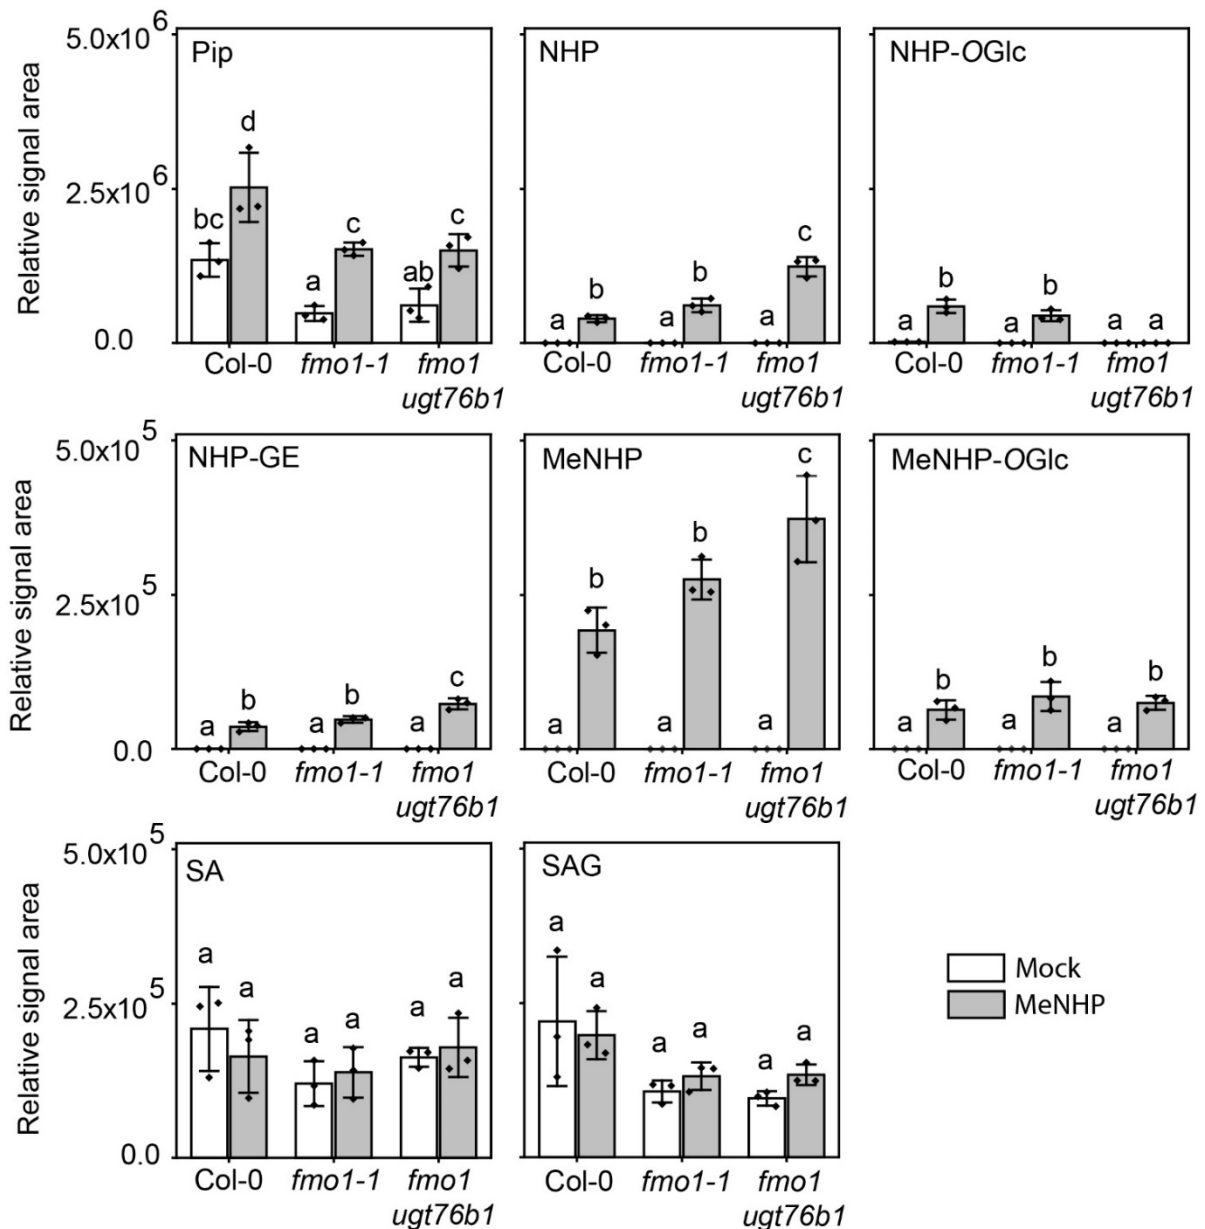 Relative signal area
5.0x10^6
2.5x10^6
0.0
Pip
bc d a c ab c
Col-0 fmo1-1 fmo1
ugt76b1
NHP
a b a b a c
Col-0 fmo1-1 fmo1
ugt76b1
NHP-OGlc
a b a b a a
Col-0 fmo1-1 fmo1
ugt76b1
Relative signal area
5.0x10^5
2.5x10^5
0.0
NHP-GE
a b a b a c
Col-0 fmo1-1 fmo1
ugt76b1
MeNHP
a b a b a c
Col-0 fmo1-1 fmo1
ugt76b1
MeNHP-OGlc
a b a b a b
Col-0 fmo1-1 fmo1
ugt76b1
Relative signal area
5.0x10^5
2.5x10^5
0.0
SA
a a a a a a
Col-0 fmo1-1 fmo1
ugt76b1
SAG
a a a a a a
Col-0 fmo1-1 fmo1
ugt76b1
Mock
MeNHP